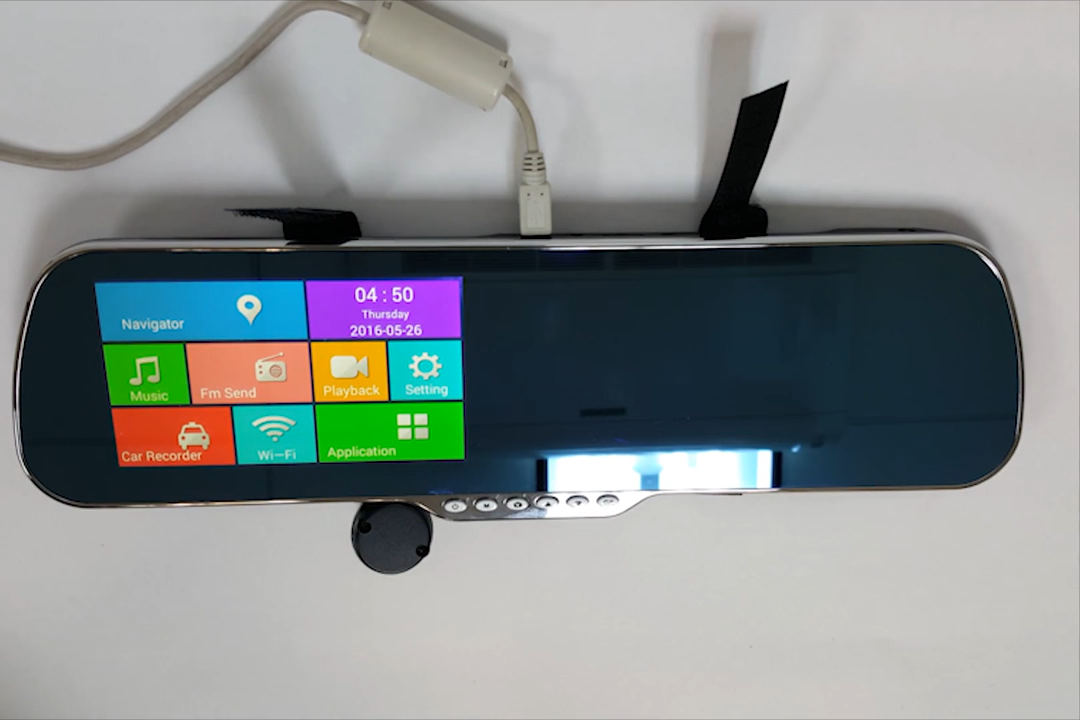 Navigator
04 : 50
Thursday
2016-05-26
Music
Fm Send
Playback
Setting
Car Recorder
Wi-Fi
Application